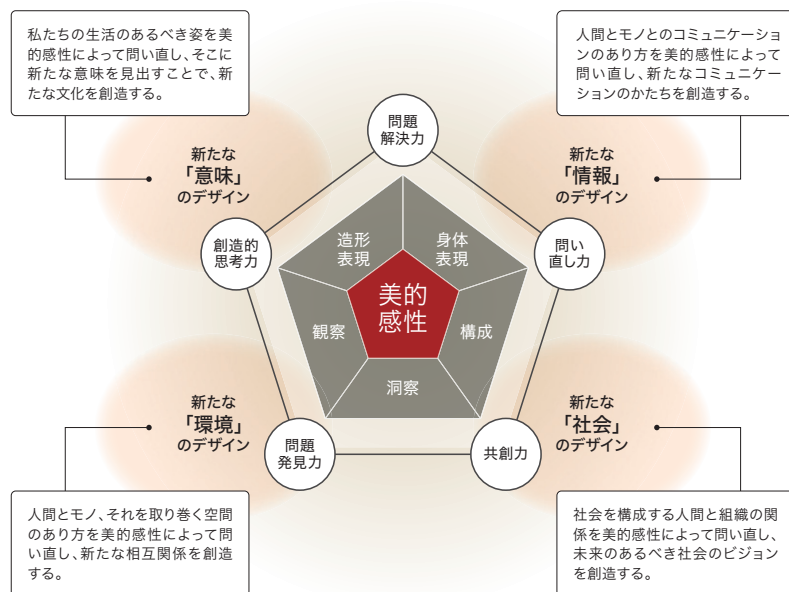 私たちの生活のあるべき姿を美
的感性によって問い直し、そこに
新たな意味を見出すことで、新
たな文化を創造する。
人間とモノとのコミュニケーショ
ンのあり方を美的感性によって
問い直し、新たなコミュニケー
ションのかたちを創造する。
問題
解決力
新たな
「意味」
のデザイン
新たな
「情報」
のデザイン
創造的
思考力
造形
表現
身体
表現
問い
直し力
美的
感性
観察
構成
洞察
新たな
「環境」
のデザイン
新たな
「社会」
のデザイン
問題
発見力
共創力
人間とモノ、それを取り巻く空間
のあり方を美的感性によって問
い直し、新たな相互関係を創造
する。
社会を構成する人間と組織の関
係を美的感性によって問い直し、
未来のあるべき社会のビジョン
を創造する。